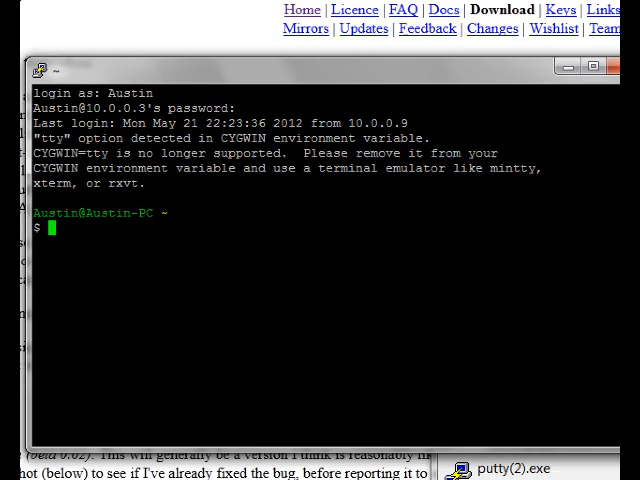 Home | Licence | FAQ | Docs | Download | Keys | Links
Mirrors | Updates | Feedback | Changes | Wishlist | Team
~
login as: Austin
Austin@10.0.0.3's password:
Last login: Mon May 21 22:23:36 2012 from 10.0.0.9
"tty" option detected in CYGWIN environment variable.
CYGWIN=tty is no longer supported.  Please remove it from your
CYGWIN environment variable and use a terminal emulator like mintty,
xterm, or rxvt.
Austin@Austin-PC ~
$
(beta 0.62). This will generally be a version I think is reasonably
hot (below) to see if I've already fixed the bug, before reporting it to
putty(2).exe